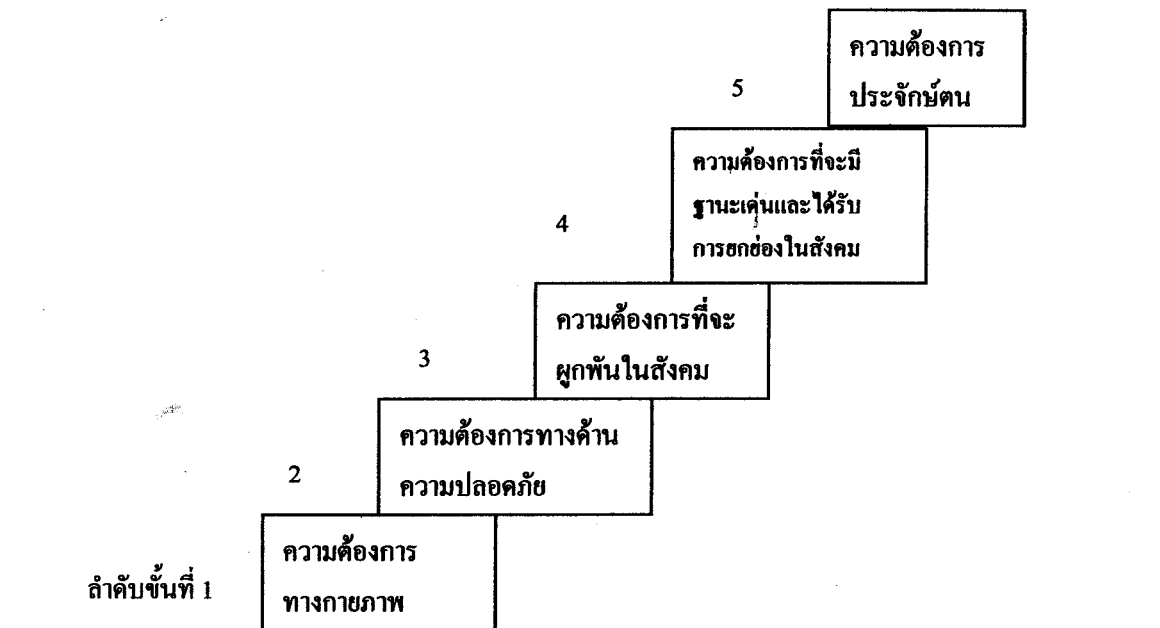 ความต้องการ
ประจักษ์ตน
5
ความต้องการที่จะมี
ฐานะเด่นและได้รับ
การยกย่องในสังคม
4
ความต้องการที่จะ
ผูกพันในสังคม
3
ความต้องการทางด้าน
ความปลอดภัย
2
ความต้องการ
ทางกายภาพ
ลำดับขั้นที่ 1